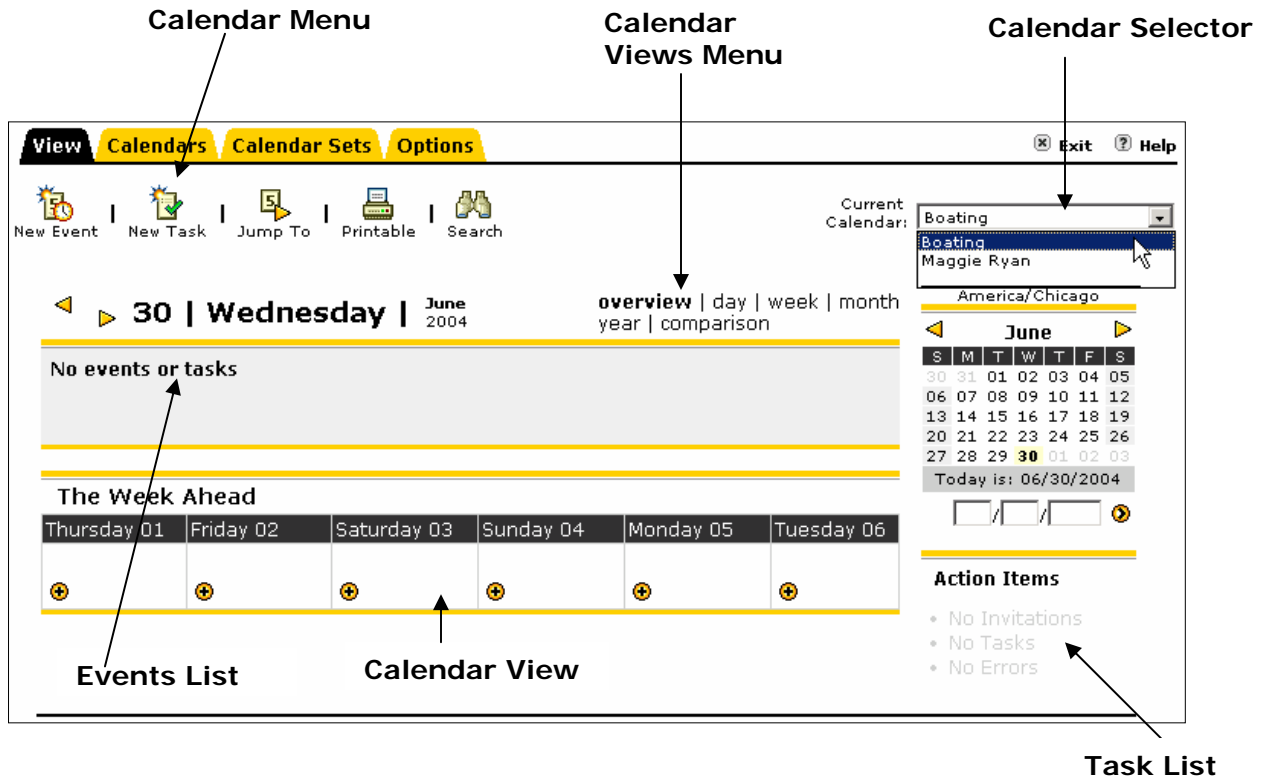 Calendar Menu
Calendar
Views Menu
Calendar Selector
View Calendars Calendar Sets Options Exit ? Help
New Event | New Task | Jump To | Printable | Search
5
Current
Calendar:
Boating
Boating
Maggie Ryan
America/Chicago
30 | Wednesday | June
2004
overview | day | week | month
year | comparison
No events or tasks
June
S M T W T F S
30 31 01 02 03 04 05
06 07 08 09 10 11 12
13 14 15 16 17 18 19
20 21 22 23 24 25 26
27 28 29 30 01 02 03
Today is: 06/30/2004
/ /
The Week Ahead
Thursday 01 Friday 02 Saturday 03 Sunday 04 Monday 05 Tuesday 06
Action Items
• No Invitations
• No Tasks
• No Errors
Events List
Calendar View
Task List